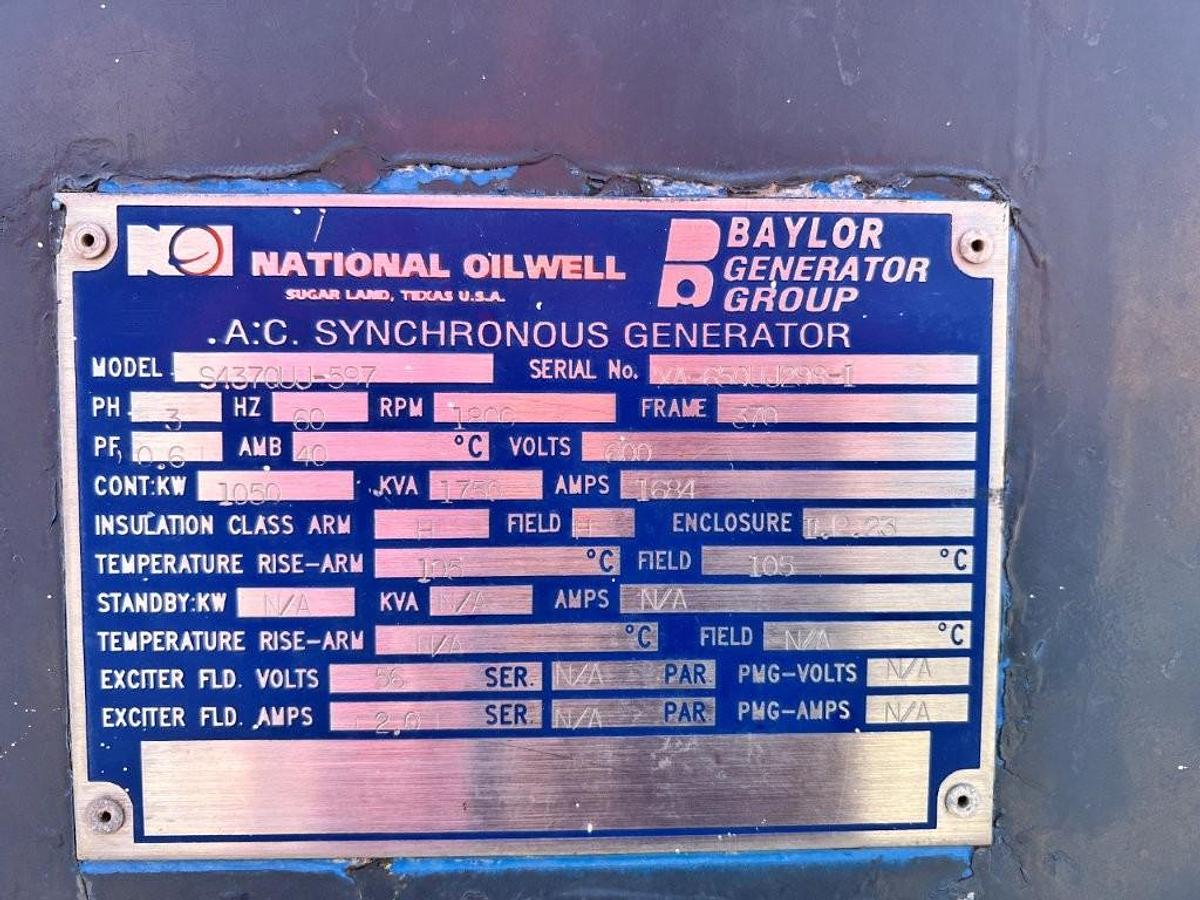 NO NATIONAL OILWELL
SUGAR LAND, TEXAS U.S.A.
B BAYLOR GENERATOR GROUP
A.C. SYNCHRONOUS GENERATOR
MODEL S437QUJ-597 SERIAL No.
PH 3 HZ 60 RPM 1800 FRAME 370
PF 0.6 AMB 40 °C VOLTS 600
CONT:KW 1050 KVA 1750 AMPS 1684
INSULATION CLASS ARM H FIELD H ENCLOSURE I.P.23
TEMPERATURE RISE-ARM 105 °C FIELD 105 °C
STANDBY:KW N/A KVA N/A AMPS N/A
TEMPERATURE RISE-ARM N/A °C FIELD N/A °C
EXCITER FLD. VOLTS 56 SER. N/A PAR PMG-VOLTS N/A
EXCITER FLD. AMPS 2.0 SER. N/A PAR PMG-AMPS N/A